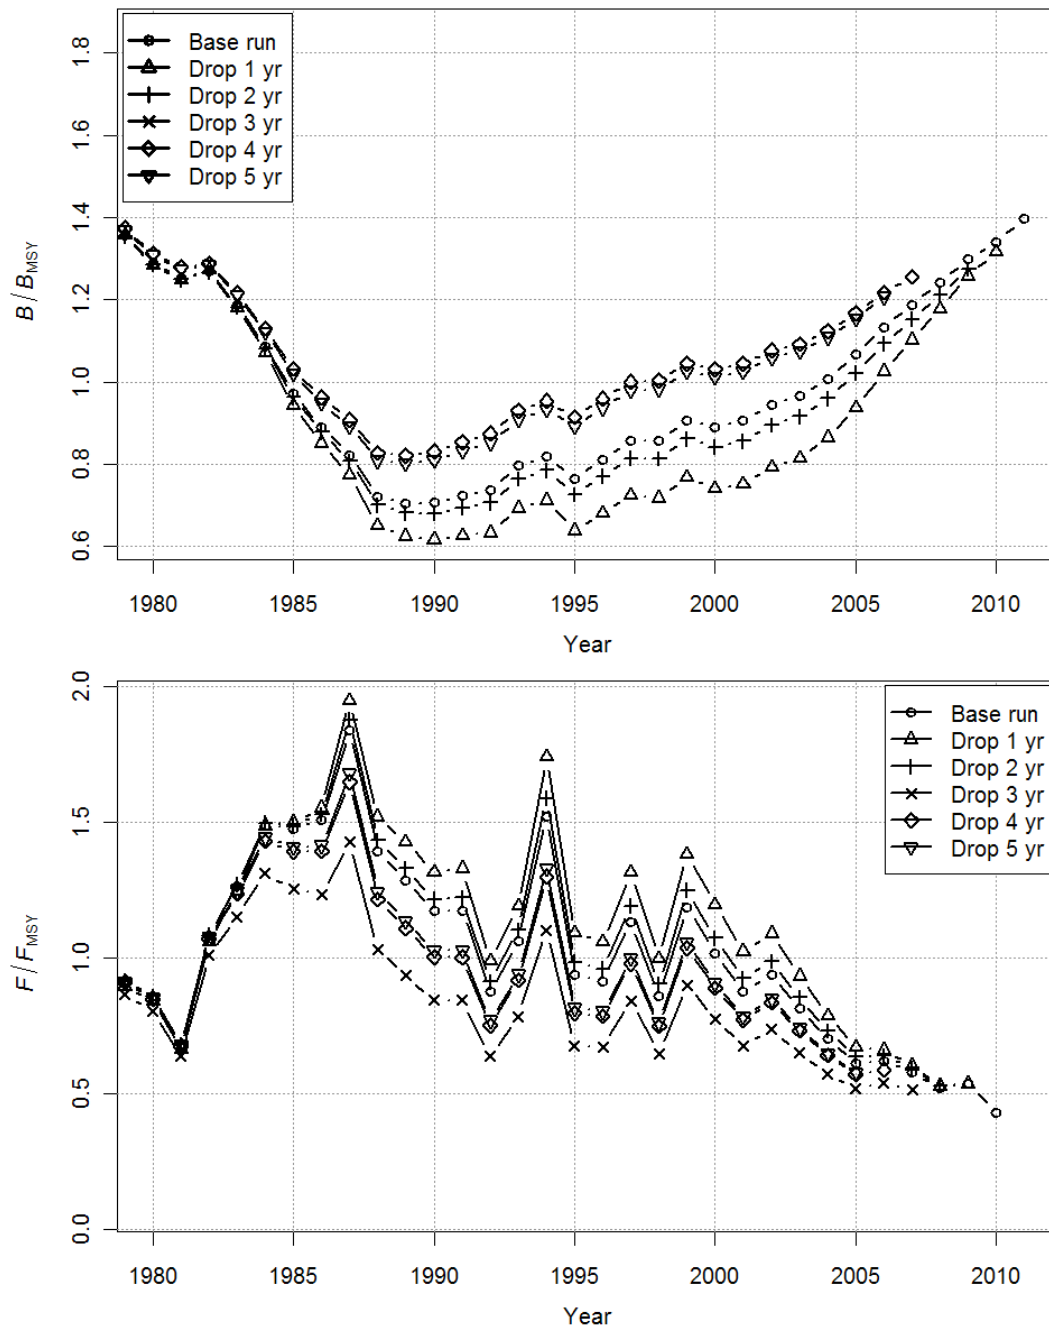 Base run
Drop 1 yr
Drop 2 yr
Drop 3 yr
Drop 4 yr
Drop 5 yr
1.8
1.6
1.4
1.2
1.0
0.8
0.6
B / BMSY
1980 1985 1990 1995 2000 2005 2010
Year
Base run
Drop 1 yr
Drop 2 yr
Drop 3 yr
Drop 4 yr
Drop 5 yr
2.0
1.5
1.0
0.5
0.0
F / FMSY
1980 1985 1990 1995 2000 2005 2010
Year